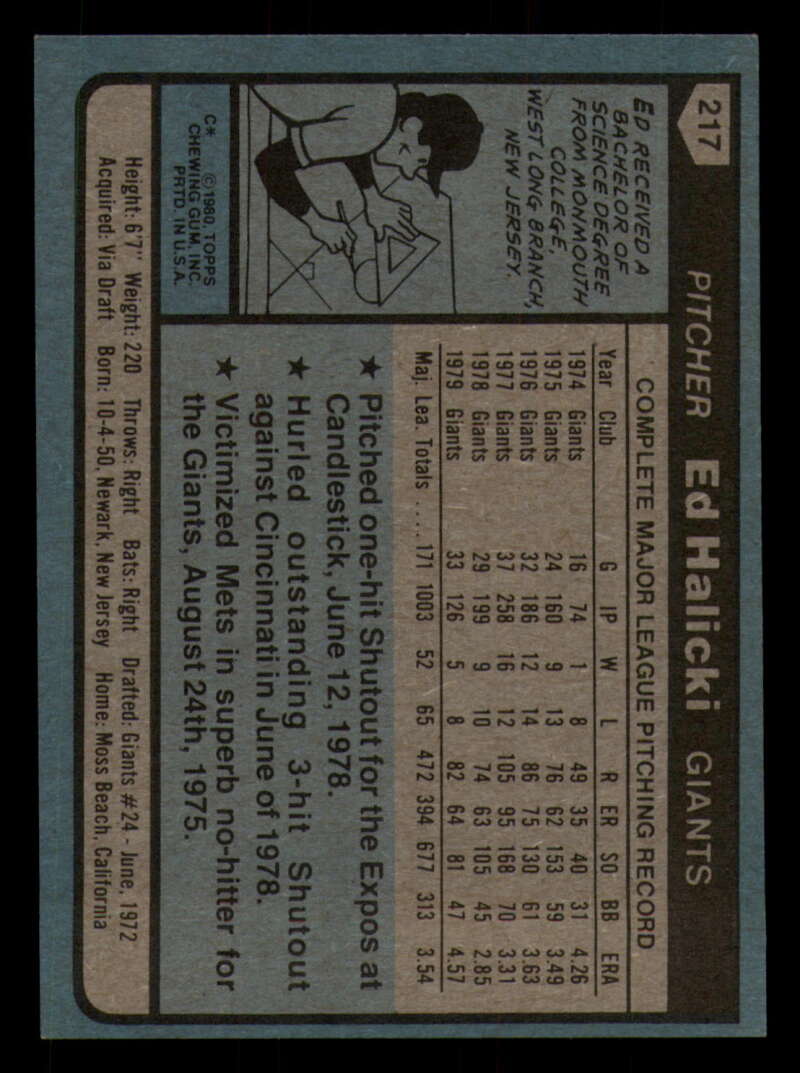 217
PITCHER Ed Halicki GIANTS
ED RECEIVED A
BACHELOR OF
SCIENCE DEGREE
FROM MONMOUTH
COLLEGE,
WEST LONG BRANCH,
NEW JERSEY.
C* ©1980, TOPPS
CHEWING GUM, INC.
PRTD. IN U.S.A.
COMPLETE MAJOR LEAGUE PITCHING RECORD
Year Club G IP W L R ER SO BB ERA
1974 Giants 16 74 1 8 49 35 40 31 4.26
1975 Giants 24 160 9 13 76 62 153 59 3.49
1976 Giants 32 186 12 14 86 75 130 61 3.63
1977 Giants 37 258 16 12 105 95 168 70 3.31
1978 Giants 29 199 9 10 74 63 105 45 2.85
1979 Giants 33 126 5 8 82 64 81 47 4.57
Maj. Lea. Totals .... 171 1003 52 65 472 394 677 313 3.54
★ Pitched one-hit Shutout for the Expos at
Candlestick, June 12, 1978.
★ Hurled outstanding 3-hit Shutout
against Cincinnati in June of 1978.
★ Victimized Mets in superb no-hitter for
the Giants, August 24th, 1975.
Height: 6'7" Weight: 220 Throws: Right Bats: Right Drafted: Giants #24 - June, 1972
Acquired: Via Draft Born: 10-4-50, Newark, New Jersey Home: Moss Beach, California